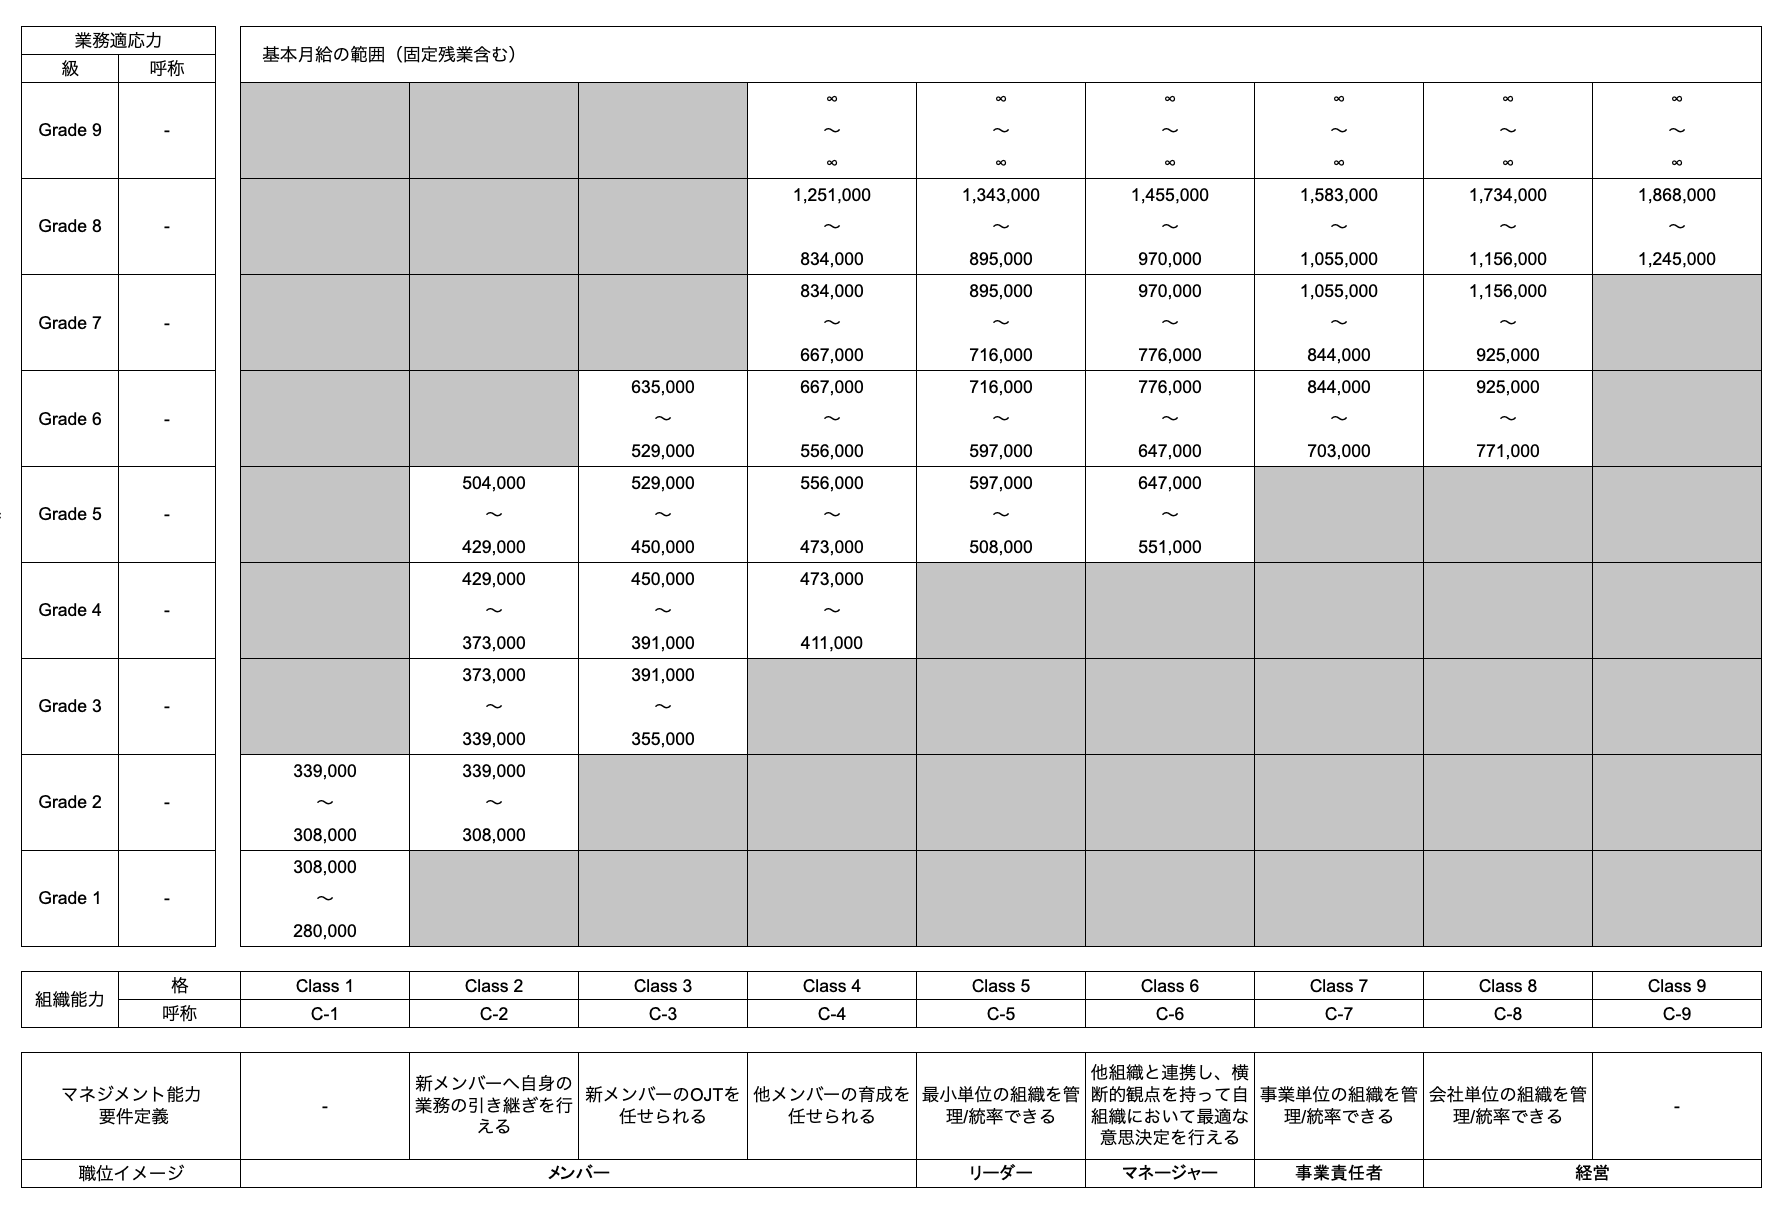 業務適応力
級 呼称
基本月給の範囲（固定残業含む）
∞ ∞ ∞ ∞ ∞ ∞
Grade 9 - 〜 〜 〜 〜 〜 〜
∞ ∞ ∞ ∞ ∞ ∞
1,251,000 1,343,000 1,455,000 1,583,000 1,734,000 1,868,000
Grade 8 - 〜 〜 〜 〜 〜 〜
834,000 895,000 970,000 1,055,000 1,156,000 1,245,000
834,000 895,000 970,000 1,055,000 1,156,000
Grade 7 - 〜 〜 〜 〜 〜
667,000 716,000 776,000 844,000 925,000
635,000 667,000 716,000 776,000 844,000 925,000
Grade 6 - 〜 〜 〜 〜 〜 〜
529,000 556,000 597,000 647,000 703,000 771,000
504,000 529,000 556,000 597,000 647,000
Grade 5 - 〜 〜 〜 〜 〜
429,000 450,000 473,000 508,000 551,000
429,000 450,000 473,000
Grade 4 - 〜 〜 〜
373,000 391,000 411,000
373,000 391,000
Grade 3 - 〜 〜
339,000 355,000
339,000 339,000
Grade 2 - 〜 〜
308,000 308,000
308,000
Grade 1 - 〜
280,000
組織能力
格 Class 1 Class 2 Class 3 Class 4 Class 5 Class 6 Class 7 Class 8 Class 9
呼称 C-1 C-2 C-3 C-4 C-5 C-6 C-7 C-8 C-9
マネジメント能力
要件定義
-
新メンバーへ自身の
業務の引き継ぎを行
える
新メンバーのOJTを
任せられる
他メンバーの育成を
任せられる
最小単位の組織を管
理/統率できる
他組織と連携し、横
断的観点を持って自
組織において最適な
意思決定を行える
事業単位の組織を管
理/統率できる
会社単位の組織を管
理/統率できる
-
職位イメージ メンバー リーダー マネージャー 事業責任者 経営